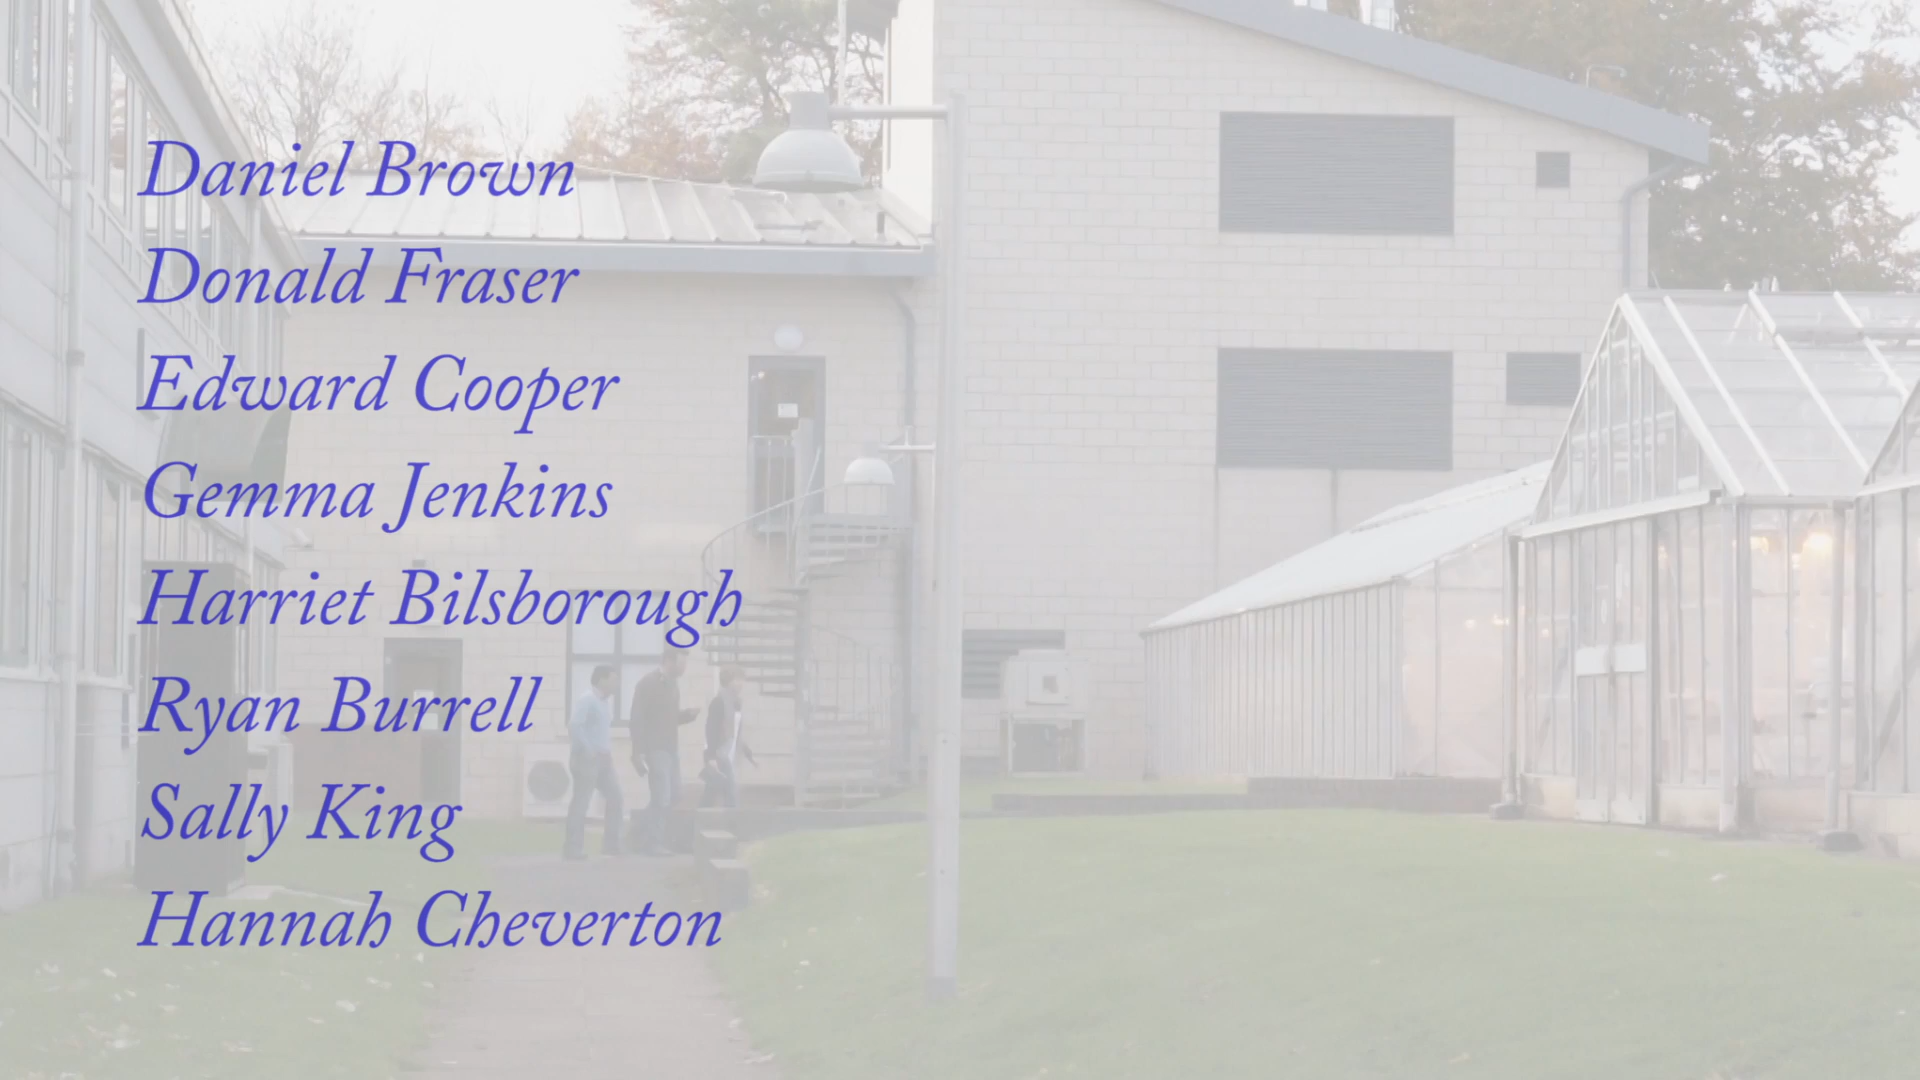 Daniel Brown
Donald Fraser
Edward Cooper
Gemma Jenkins
Harriet Bilsborough
Ryan Burrell
Sally King
Hannah Cheverton